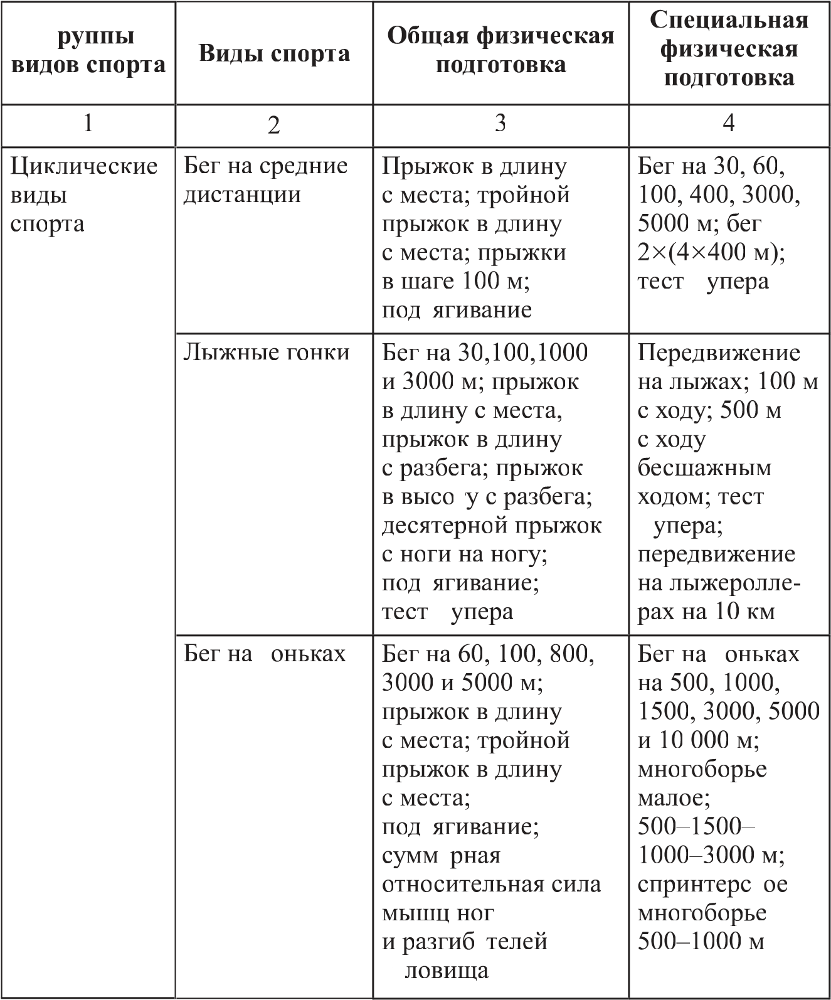 руппы
видов спорта
Виды спорта
Общая физическая
подготовка
Специальная
физическая
подготовка
1
2
3
4
Циклические
виды
спорта
Бег на средние
дистанции
Прыжок в длину
с места; тройной
прыжок в длину
с места; прыжки
в шаге 100 м;
под ягивание
Бег на 30, 60,
100, 400, 3000,
5000 м; бег
2×(4×400 м);
тест упера
Лыжные гонки
Бег на 30,100,1000
и 3000 м; прыжок
в длину с места,
прыжок в длину
с разбега; прыжок
в высо у с разбега;
десятерной прыжок
с ноги на ногу;
под ягивание;
тест упера
Передвижение
на лыжах; 100 м
с ходу; 500 м
с ходу
бесшажным
ходом; тест
упера;
передвижение
на лыжеролле-
рах на 10 км
Бег на оньках
Бег на 60, 100, 800,
3000 и 5000 м;
прыжок в длину
с места; тройной
прыжок в длину
с места;
под ягивание;
сумм рная
относительная сила
мышц ног
и разгиб телей
ловища
Бег на оньках
на 500, 1000,
1500, 3000, 5000
и 10 000 м;
многоборье
малое;
500–1500–
1000–3000 м;
спринтерс ое
многоборье
500–1000 м